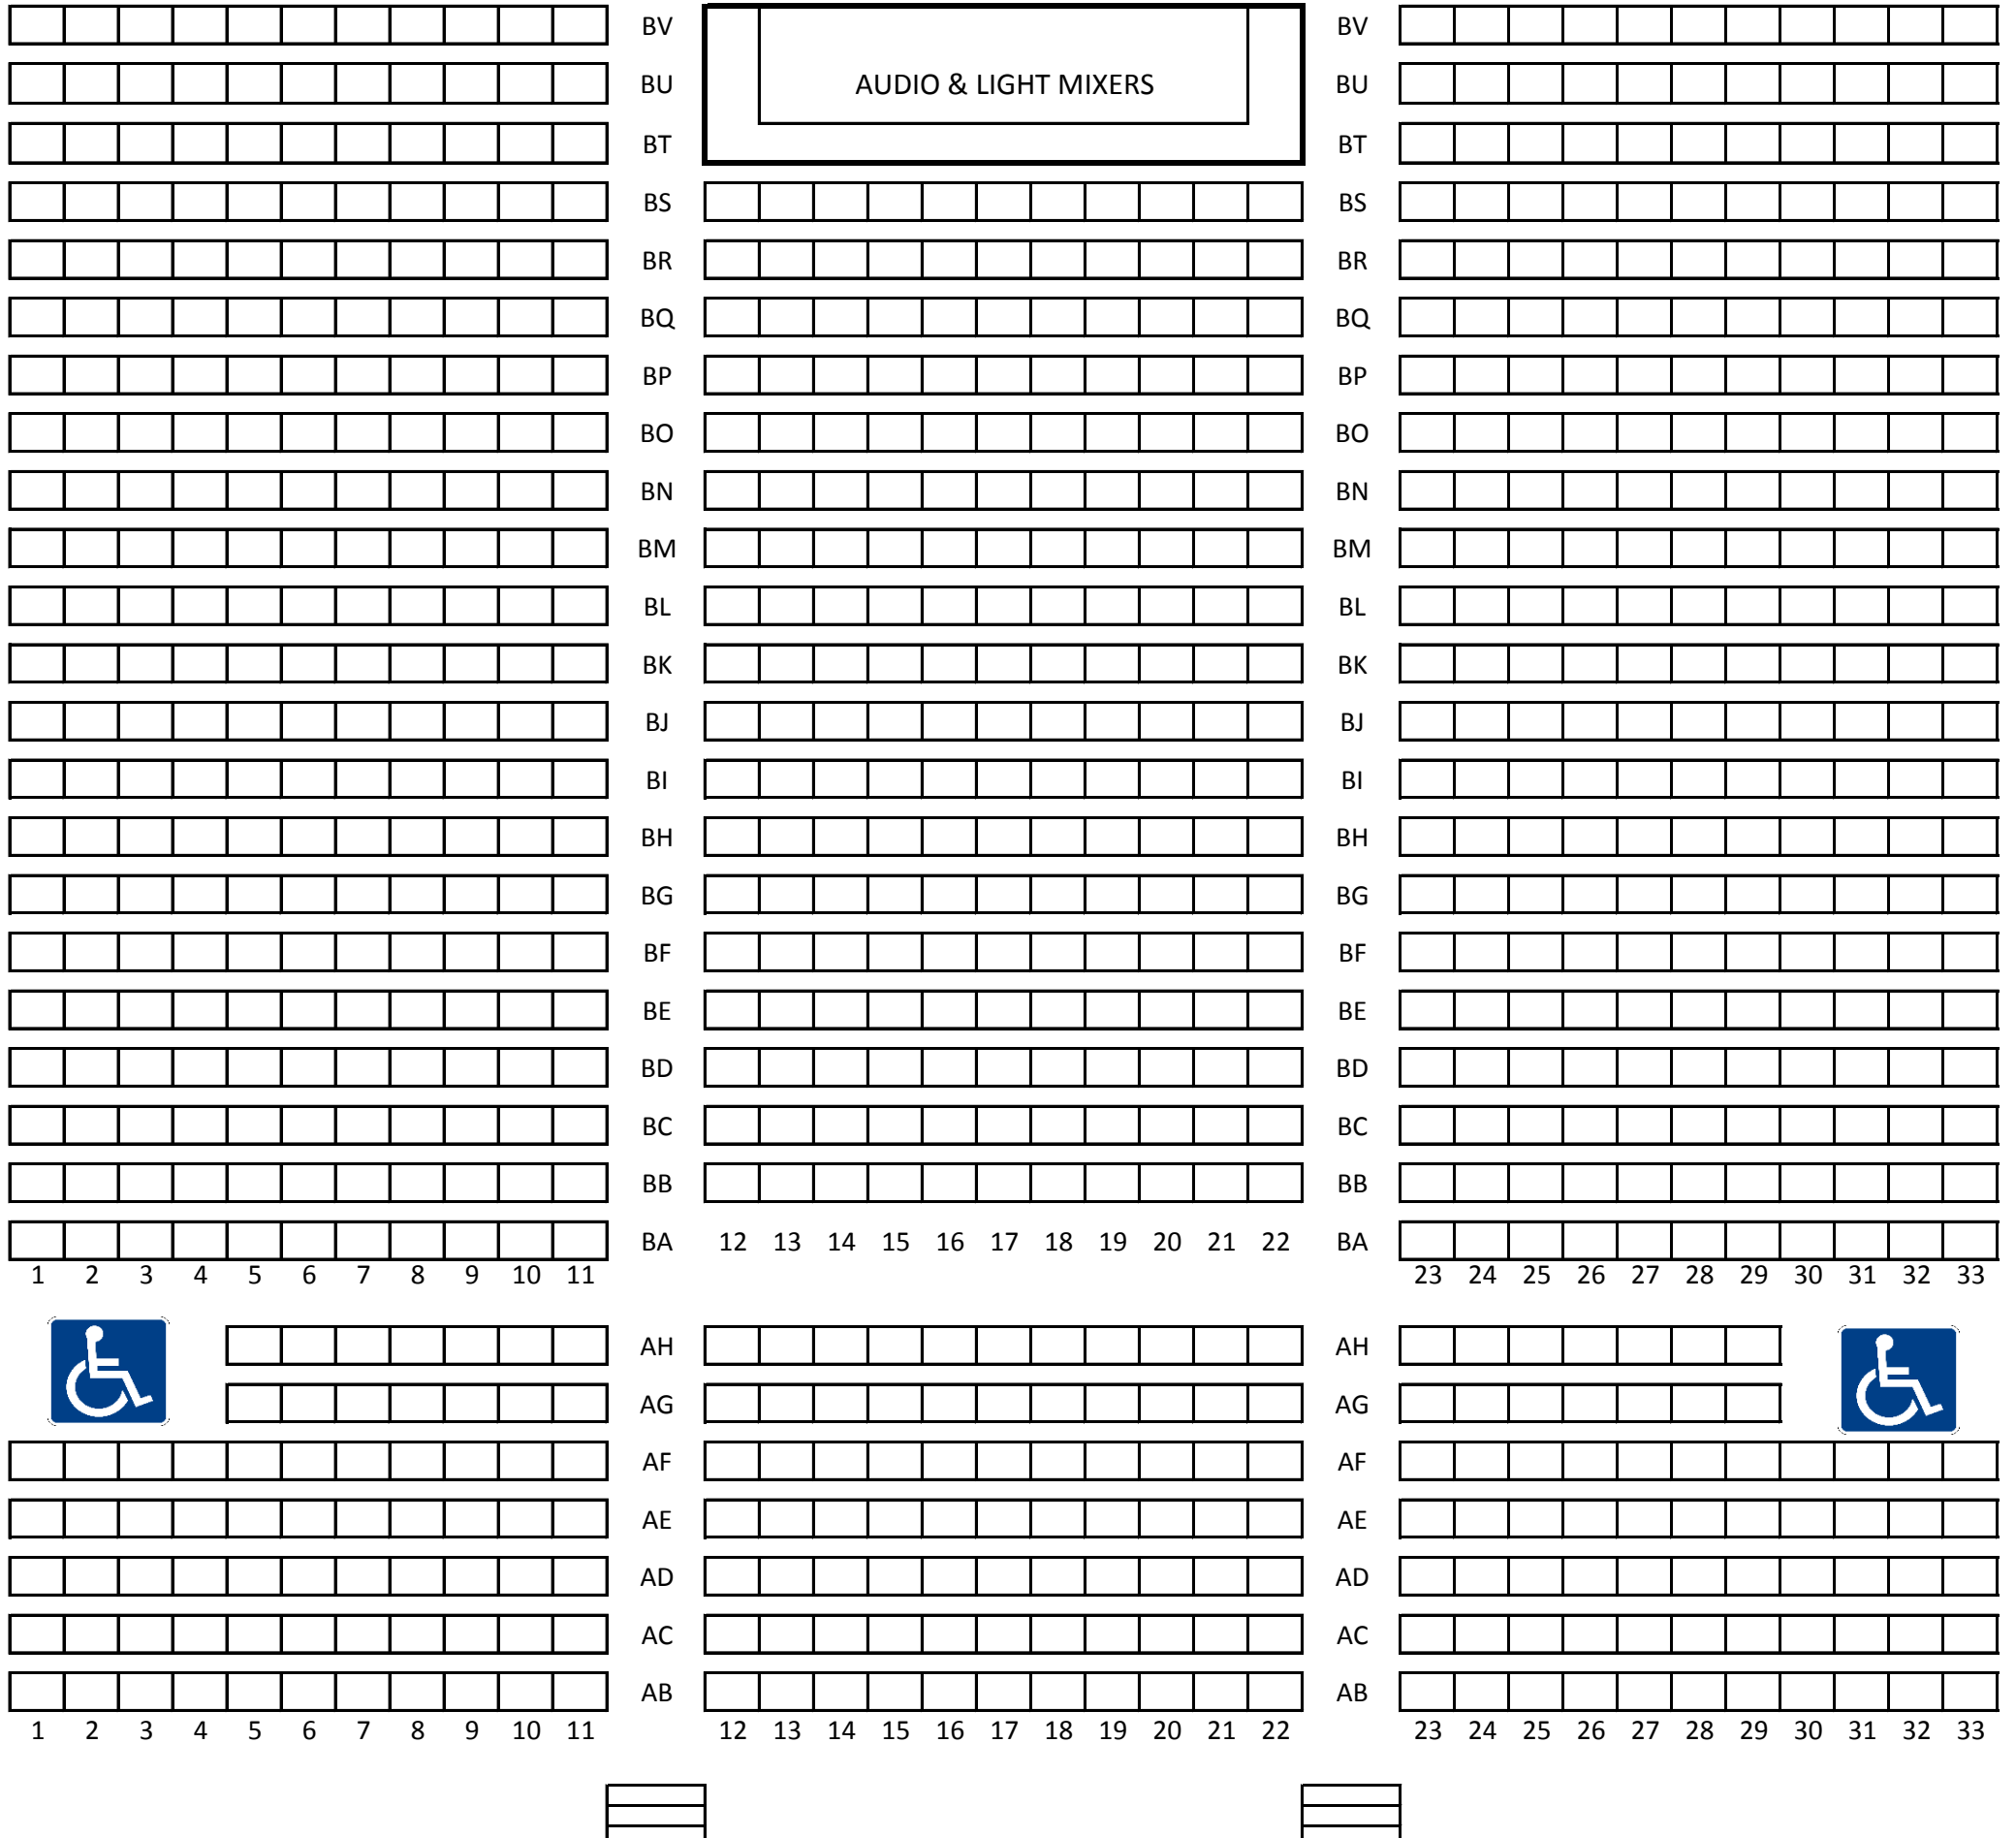 BV BV
BU AUDIO & LIGHT MIXERS BU
BT BT
BS BS
BR BR
BQ BQ
BP BP
BO BO
BN BN
BM BM
BL BL
BK BK
BJ BJ
BI BI
BH BH
BG BG
BF BF
BE BE
BD BD
BC BC
BB BB
BA 12 13 14 15 16 17 18 19 20 21 22 BA
1 2 3 4 5 6 7 8 9 10 11 23 24 25 26 27 28 29 30 31 32 33
AH AH
AG AG
AF AF
AE AE
AD AD
AC AC
AB AB
1 2 3 4 5 6 7 8 9 10 11 12 13 14 15 16 17 18 19 20 21 22 23 24 25 26 27 28 29 30 31 32 33